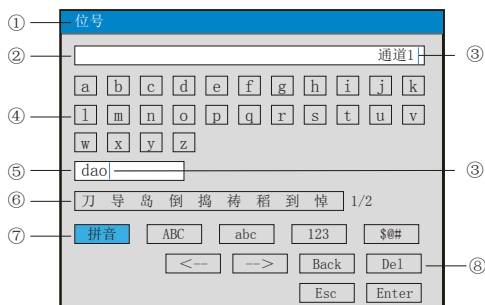 ① 位号
② 通道1 ③
a b c d e f g h i j k
④ l m n o p q r s t u v
w x y z
⑤ dao ③
⑥ 刀 导 岛 倒 捣 祷 稻 到 悼 1/2
⑦ 拼音 ABC abc 123 $@#
<-- --> Back Del ⑧
Esc Enter